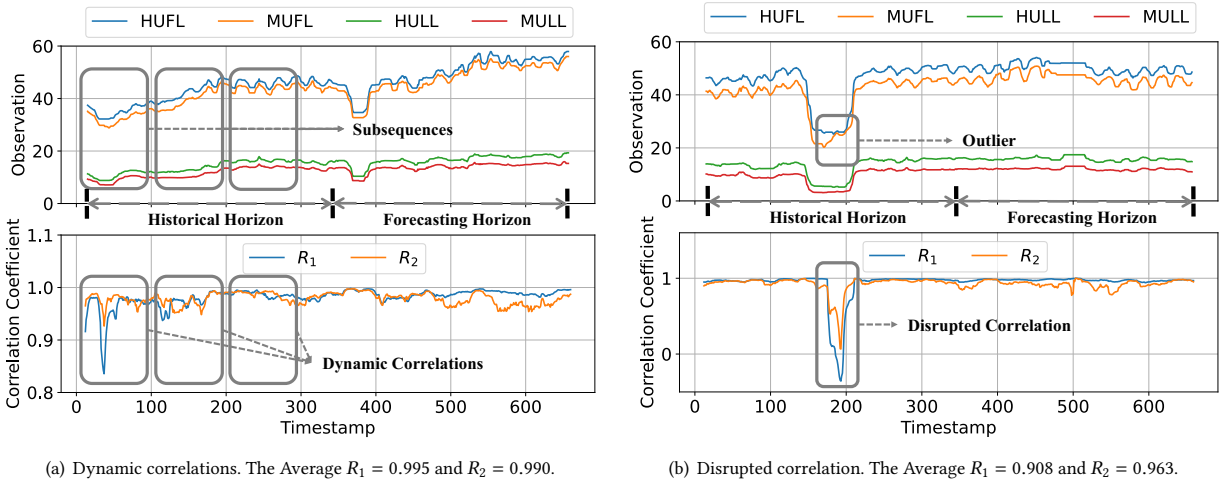 HUFL MUFL HULL MULL
60
40
20
0
Observation
Subsequences
Historical Horizon Forecasting Horizon
1.1
1.0
0.9
0.8
Correlation Coefficient
R1 R2
Dynamic Correlations
0 100 200 300 400 500 600
Timestamp
(a) Dynamic correlations. The Average R1 = 0.995 and R2 = 0.990.
HUFL MUFL HULL MULL
60
40
20
0
Observation
Outlier
Historical Horizon Forecasting Horizon
1
0
Correlation Coefficient
R1 R2
Disrupted Correlation
0 100 200 300 400 500 600
Timestamp
(b) Disrupted correlation. The Average R1 = 0.908 and R2 = 0.963.